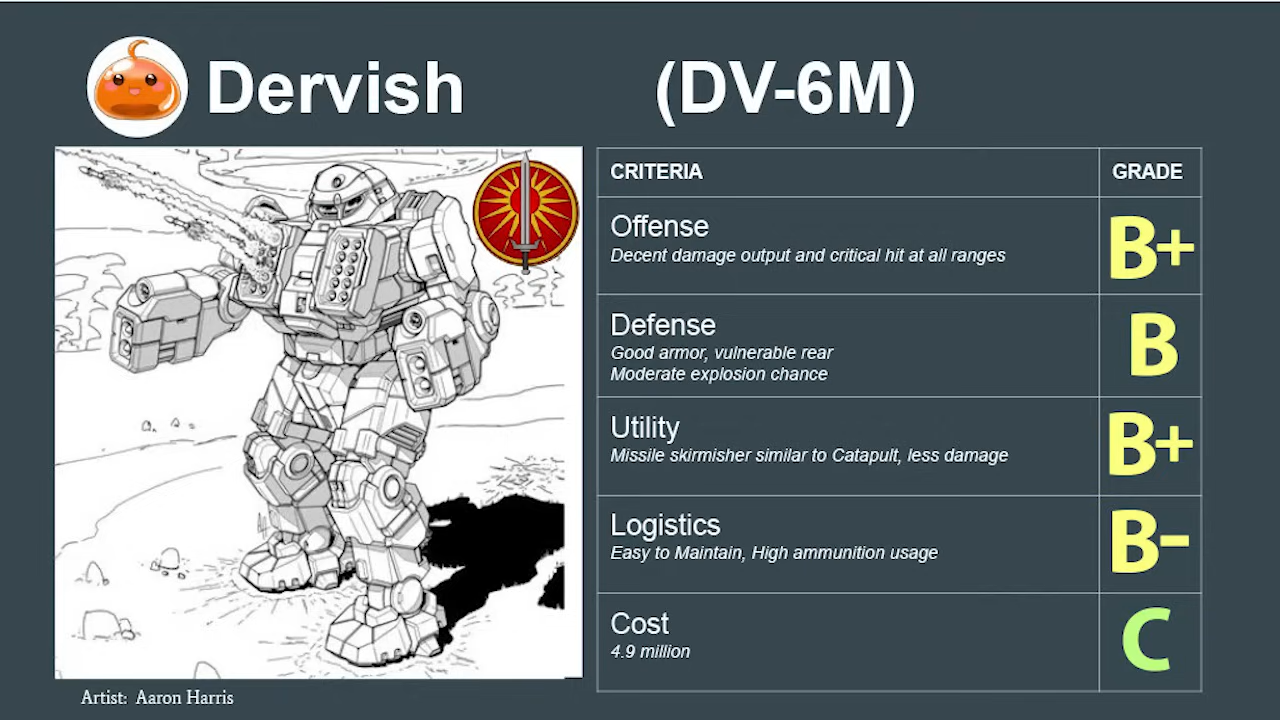 Dervish (DV-6M)
CRITERIA GRADE
Offense
Decent damage output and critical hit at all ranges
B+
Defense
Good armor, vulnerable rear
Moderate explosion chance
B
Utility
Missile skirmisher similar to Catapult, less damage
B+
Logistics
Easy to Maintain, High ammunition usage
B-
Cost
4.9 million
C
Artist: Aaron Harris